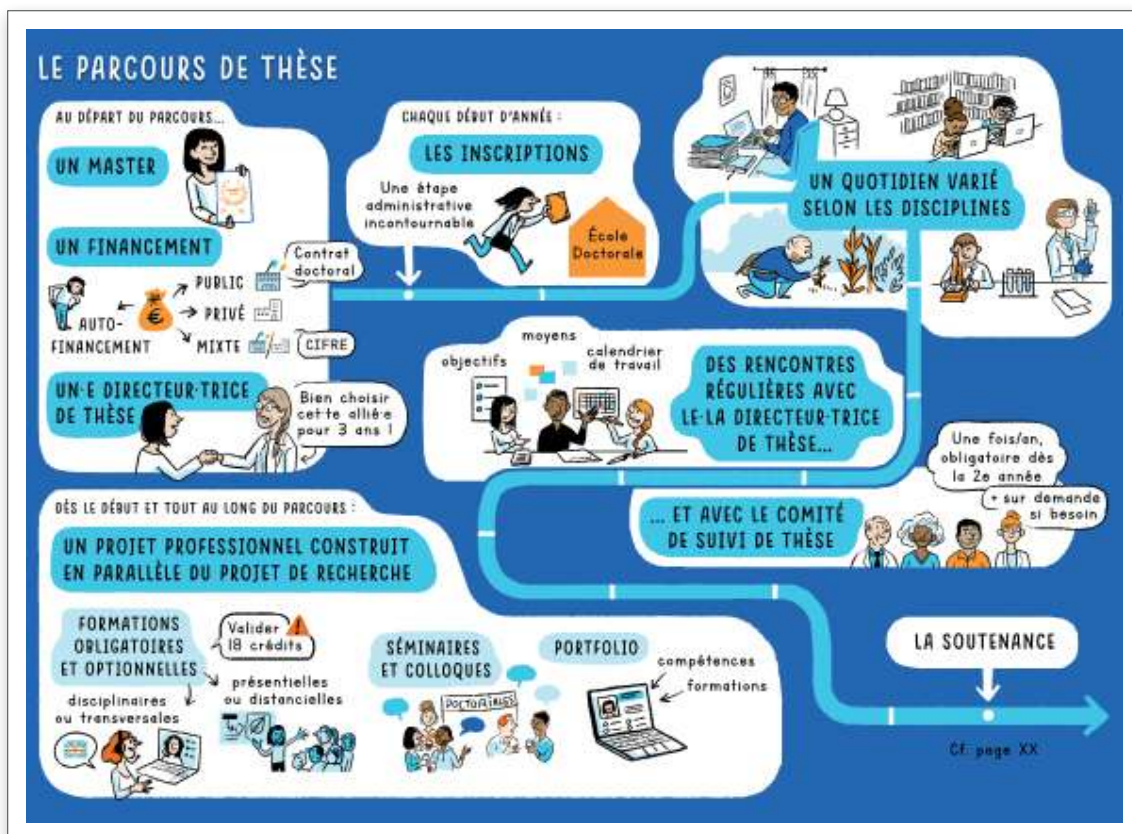 LE PARCOURS DE THÈSE
AU DÉPART DU PARCOURS...
UN MASTER
UN FINANCEMENT
PUBLIC
Contrat
doctoral
PRIVÉ
AUTO-
FINANCEMENT
MIXTE
CIFRE
UN·E DIRECTEUR·TRICE
DE THÈSE
Bien choisir
cet·te allié·e
pour 3 ans !
CHAQUE DÉBUT D'ANNÉE :
LES INSCRIPTIONS
Une étape
administrative
incontournable
École
Doctorale
UN QUOTIDIEN VARIÉ
SELON LES DISCIPLINES
objectifs
moyens
calendrier
de travail
DES RENCONTRES
RÉGULIÈRES AVEC
LE·LA DIRECTEUR·TRICE
DE THÈSE...
... ET AVEC LE COMITÉ
DE SUIVI DE THÈSE
Une fois/an,
obligatoire dès
la 2e année
+ sur demande
si besoin
DÈS LE DÉBUT ET TOUT AU LONG DU PARCOURS :
UN PROJET PROFESSIONNEL CONSTRUIT
EN PARALLÈLE DU PROJET DE RECHERCHE
FORMATIONS
OBLIGATOIRES
ET OPTIONNELLES
Valider
18 crédits
disciplinaires
ou transversales
présentielles
ou distancielles
SÉMINAIRES
ET COLLOQUES
DOCTORIALES
PORTFOLIO
compétences
formations
LA SOUTENANCE
Cf. page XX